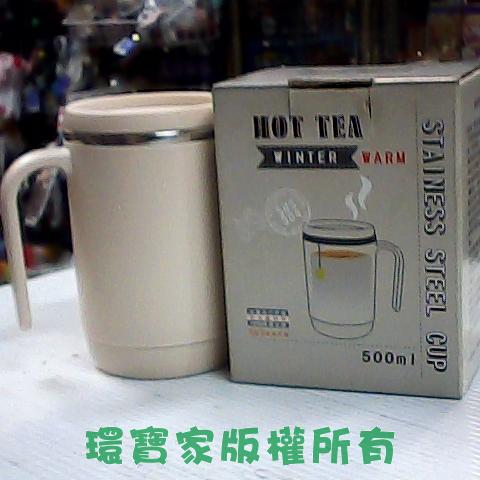 HOT TEA
WINTER WARM
STAINESS STEEL CUP
500ml
環寶家版權所有